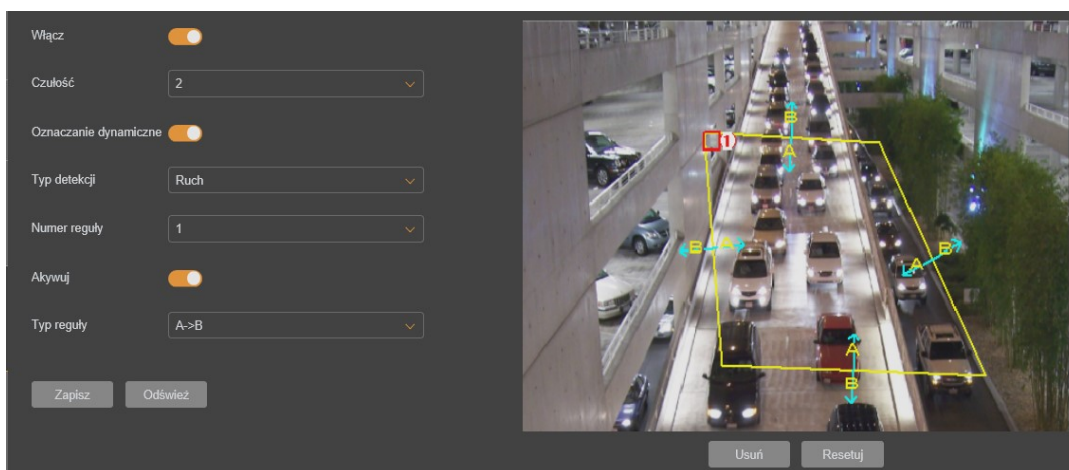 Włącz
Czułość 2
Oznaczanie dynamiczne
Typ detekcji Ruch
Numer reguły 1
Akywuj
Typ reguły A->B
Zapisz Odśwież
B
A
1
B A
A B
A
B
Usuń Resetuj